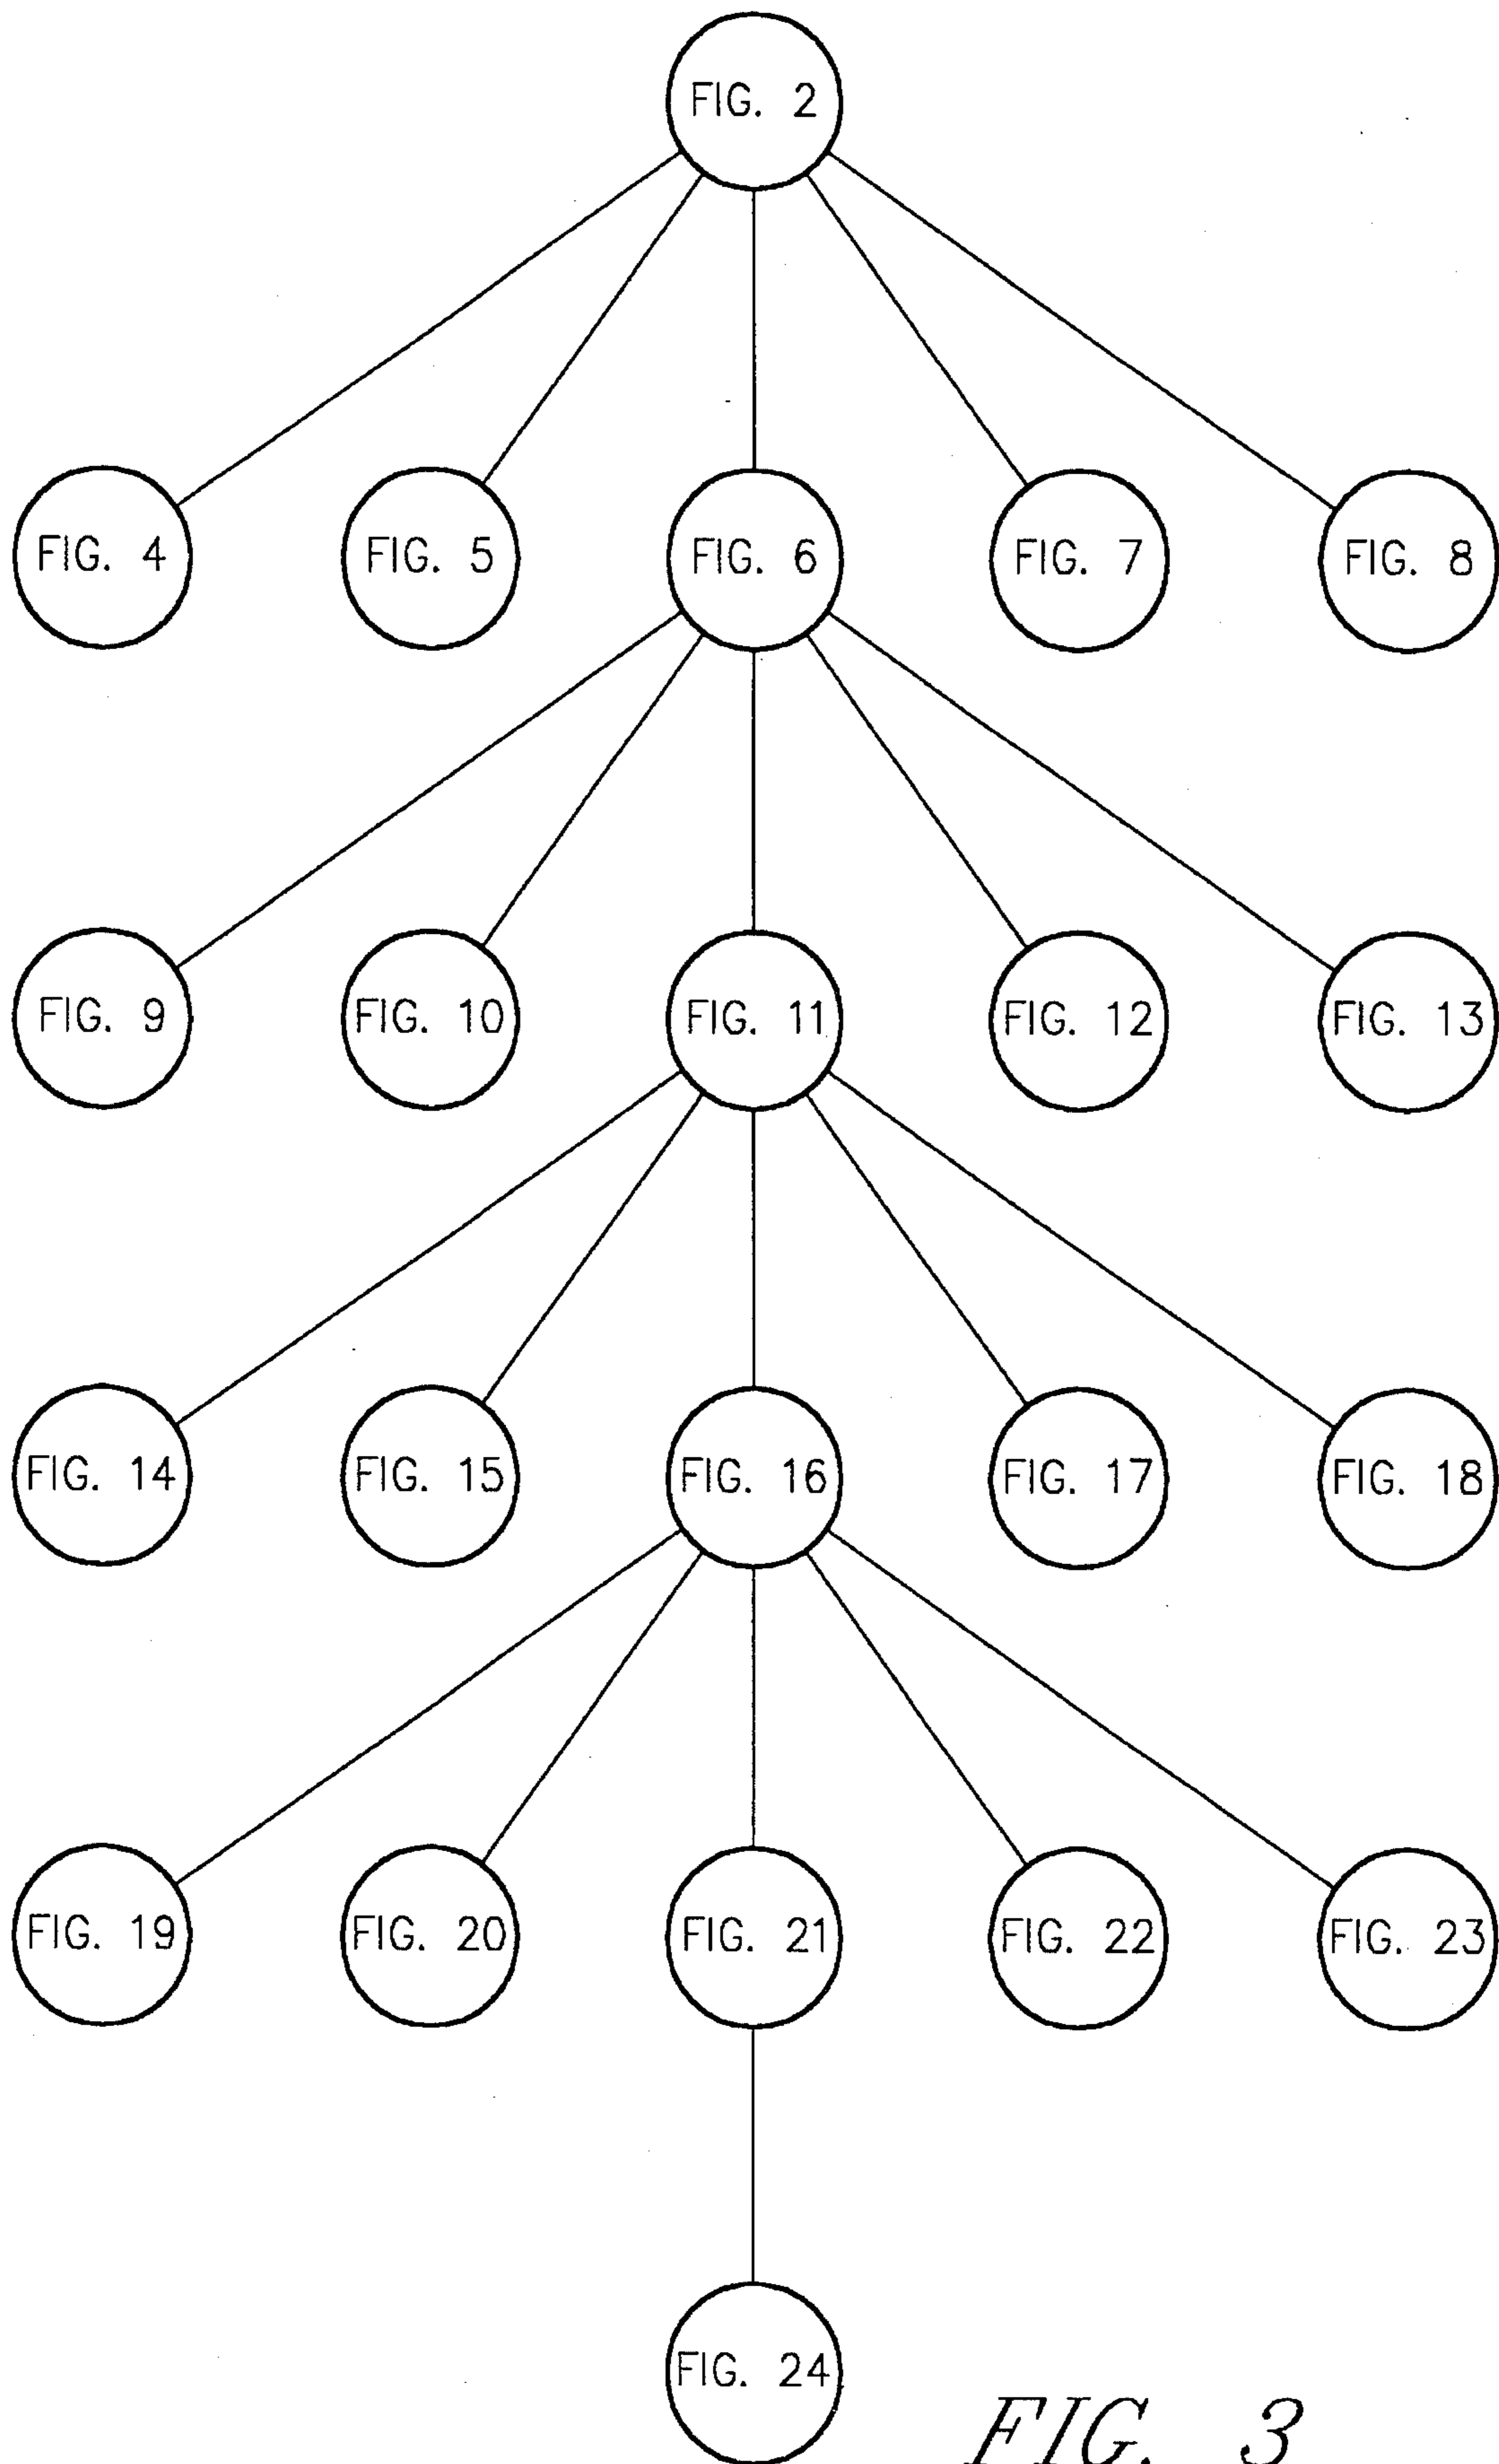 FIG. 2
FIG. 4 FIG. 5 FIG. 6 FIG. 7 FIG. 8
FIG. 9 FIG. 10 FIG. 11 FIG. 12 FIG. 13
FIG. 14 FIG. 15 FIG. 16 FIG. 17 FIG. 18
FIG. 19 FIG. 20 FIG. 21 FIG. 22 FIG. 23
FIG. 24
FIG. 3